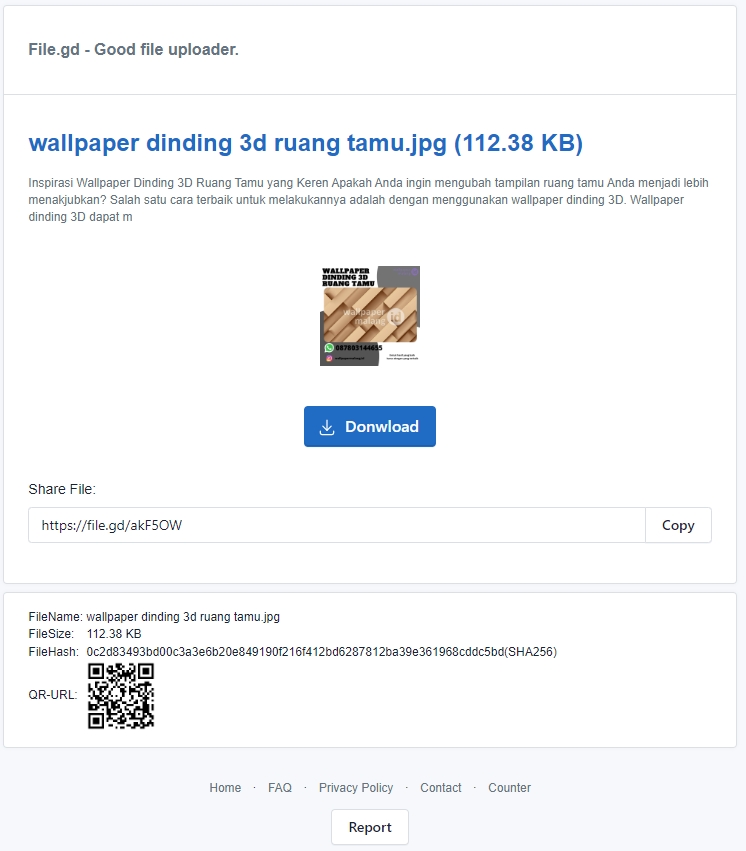 File.gd - Good file uploader.
wallpaper dinding 3d ruang tamu.jpg (112.38 KB)
Inspirasi Wallpaper Dinding 3D Ruang Tamu yang Keren Apakah Anda ingin mengubah tampilan ruang tamu Anda menjadi lebih
menakjubkan? Salah satu cara terbaik untuk melakukannya adalah dengan menggunakan wallpaper dinding 3D. Wallpaper
dinding 3D dapat m
WALLPAPER
DINDING 3D
RUANG TAMU
wallpaper
malang
id
Donwload
Share File:
https://file.gd/akF5OW
Copy
FileName: wallpaper dinding 3d ruang tamu.jpg
FileSize: 112.38 KB
FileHash: 0c2d83493bd00c3a3e6b20e849190f216f412bd6287812ba39e361968cddc5bd(SHA256)
QR-URL:
Home · FAQ · Privacy Policy · Contact · Counter
Report